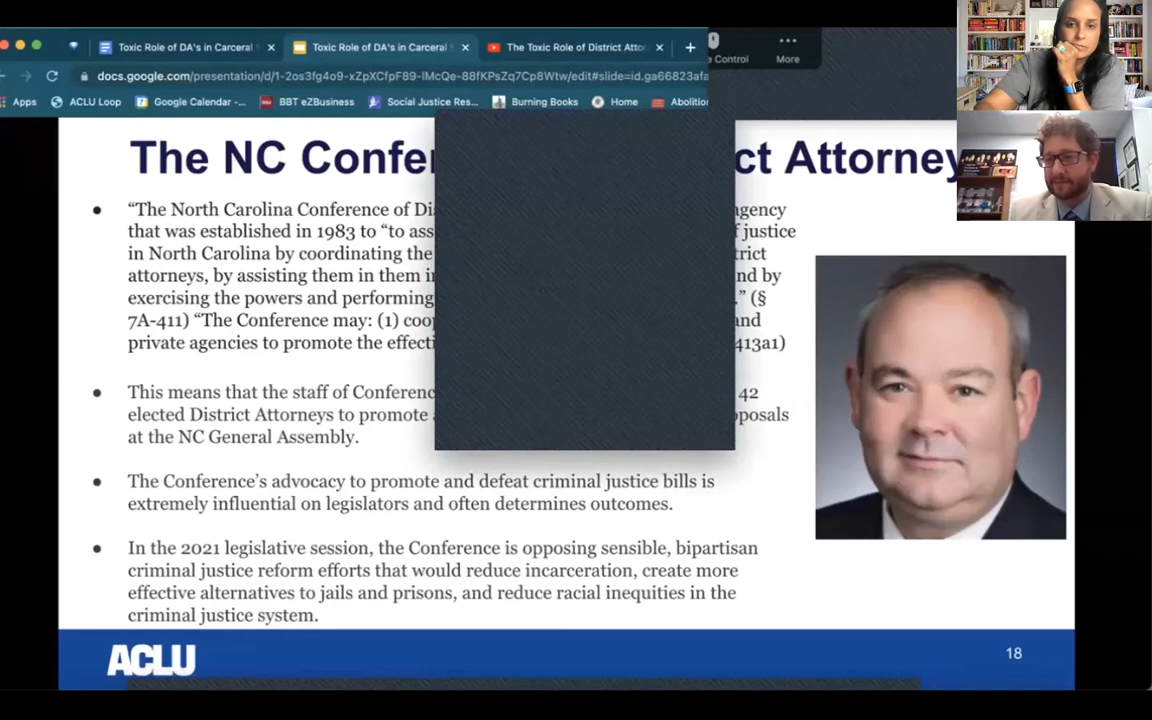 Toxic Role of DA's in Carceral
Toxic Role of DA's in Carceral
The Toxic Role of District Attor
Control
More
docs.google.com/presentation/d/1-2os3fg4o9-xZpXCfpF89-IMcQe-88fKPsZq7Cp8Wtw/edit#slide=id.ga66823afa
Apps
ACLU Loop
Google Calendar -...
BBT eZBusiness
Social Justice Res...
Burning Books
Home
Abolitio
The NC Confe ct Attorney
“The North Carolina Conference of Di agency
that was established in 1983 to “to ass f justice
in North Carolina by coordinating the trict
attorneys, by assisting them in them i nd by
exercising the powers and performing .” (§
7A-411) “The Conference may: (1) coo and
private agencies to promote the effecti 413a1)
This means that the staff of Conferenc 42
elected District Attorneys to promote posals
at the NC General Assembly.
The Conference’s advocacy to promote and defeat criminal justice bills is
extremely influential on legislators and often determines outcomes.
In the 2021 legislative session, the Conference is opposing sensible, bipartisan
criminal justice reform efforts that would reduce incarceration, create more
effective alternatives to jails and prisons, and reduce racial inequities in the
criminal justice system.
ACLU
18